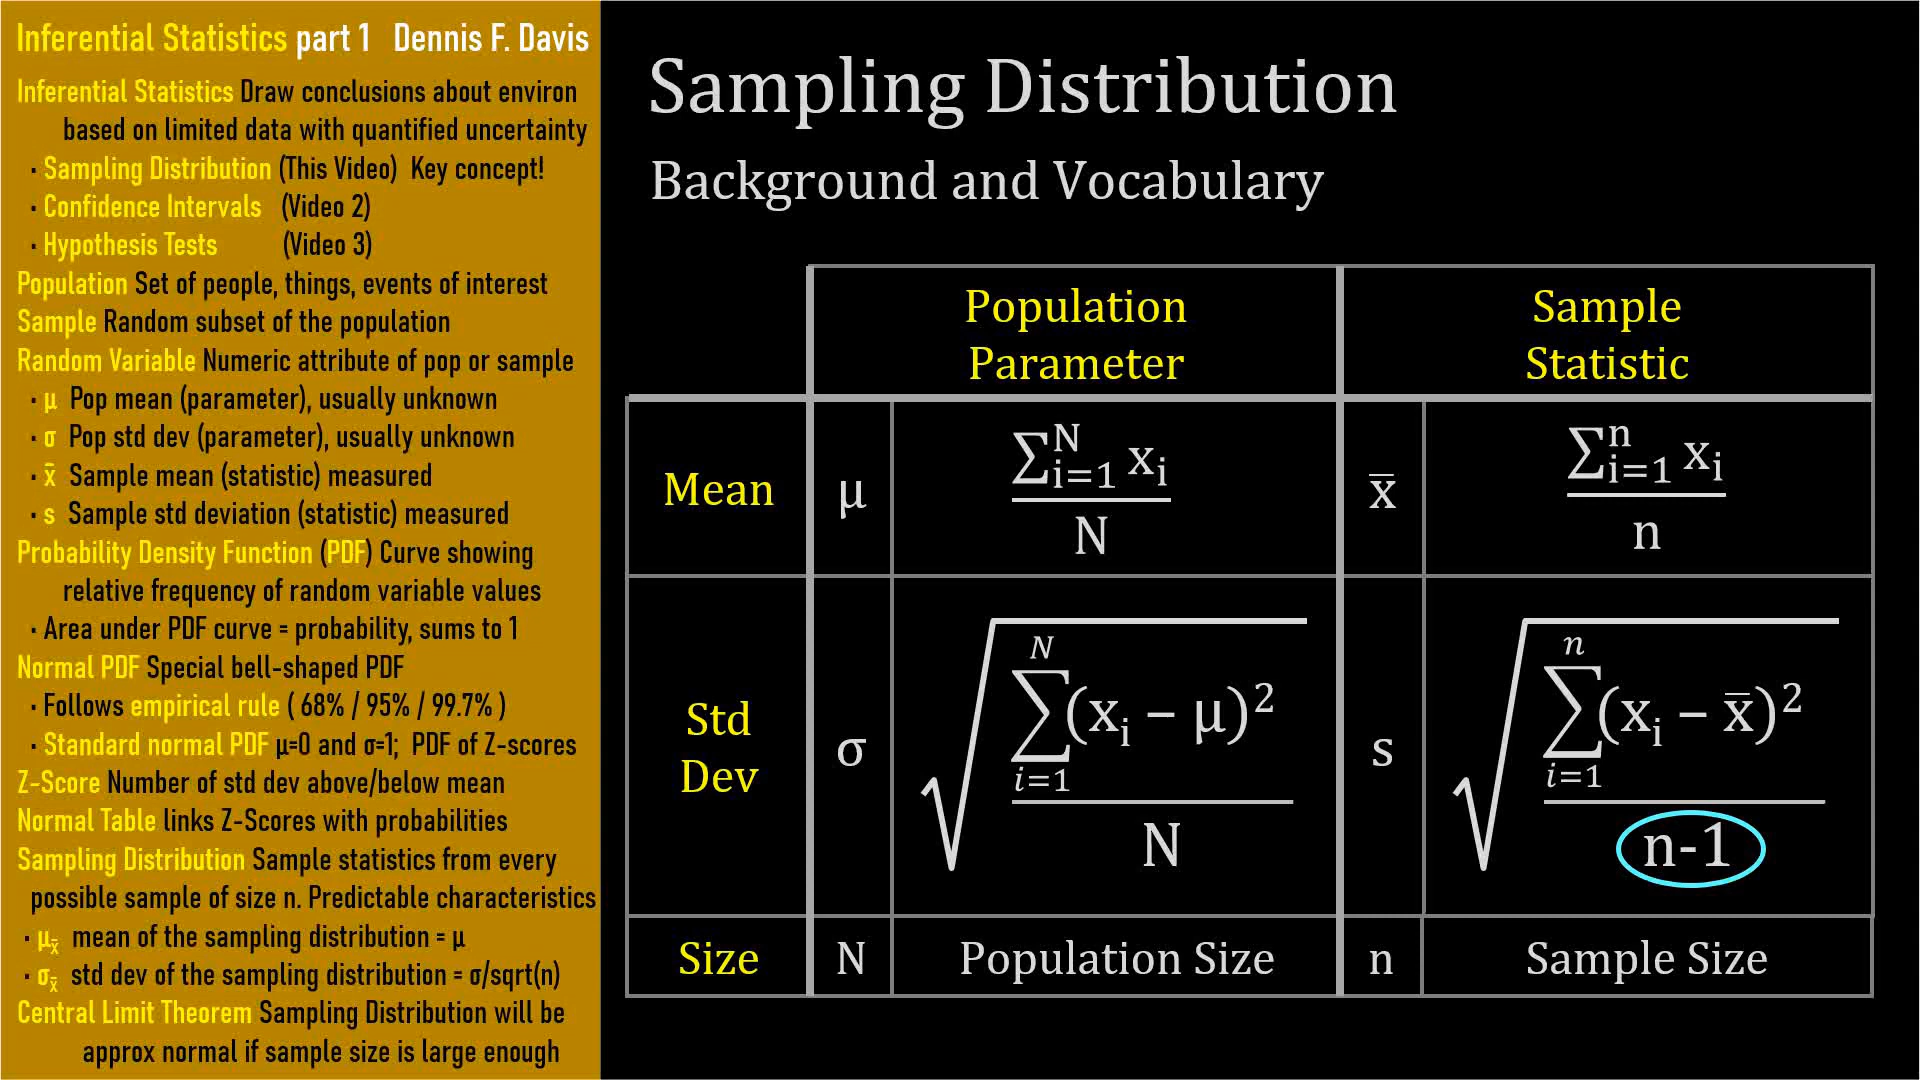 Inferential Statistics part 1 Dennis F. Davis
Inferential Statistics Draw conclusions about environ
based on limited data with quantified uncertainty
· Sampling Distribution (This Video) Key concept!
· Confidence Intervals (Video 2)
· Hypothesis Tests (Video 3)
Population Set of people, things, events of interest
Sample Random subset of the population
Random Variable Numeric attribute of pop or sample
· μ Pop mean (parameter), usually unknown
· σ Pop std dev (parameter), usually unknown
· x̄ Sample mean (statistic) measured
· s Sample std deviation (statistic) measured
Probability Density Function (PDF) Curve showing
relative frequency of random variable values
· Area under PDF curve = probability, sums to 1
Normal PDF Special bell-shaped PDF
· Follows empirical rule ( 68% / 95% / 99.7% )
· Standard normal PDF μ=0 and σ=1; PDF of Z-scores
Z-Score Number of std dev above/below mean
Normal Table links Z-Scores with probabilities
Sampling Distribution Sample statistics from every
possible sample of size n. Predictable characteristics
· μx̄ mean of the sampling distribution = μ
· σx̄ std dev of the sampling distribution = σ/sqrt(n)
Central Limit Theorem Sampling Distribution will be
approx normal if sample size is large enough
Sampling Distribution
Background and Vocabulary
Population
Parameter
Sample
Statistic
Mean
μ
∑ᴺᵢ₌₁ xᵢ
N
x̄
∑ⁿᵢ₌₁ xᵢ
n
Std
Dev
σ
N
√∑(xᵢ − μ)²
i=1
N
s
n
√∑(xᵢ − x̄)²
i=1
n-1
Size
N
Population Size
n
Sample Size